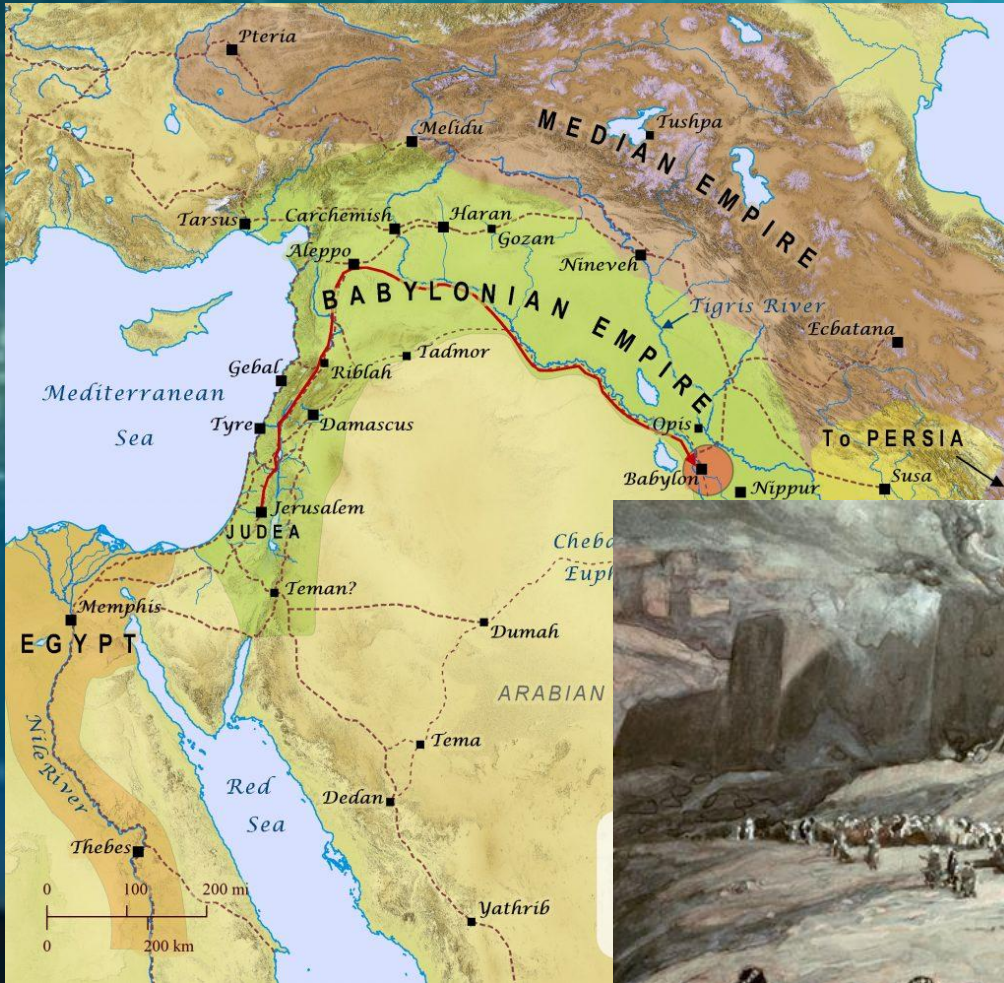 Pteria
Tushpa
MEDIAN EMPIRE
Melidu
Tarsus
Carchemish
Haran
Gozan
Aleppo
Nineveh
BABYLONIAN EMPIRE
Tigris River
Ecbatana
Tadmor
Gebal
Riblah
Mediterranean
Sea
Tyre
Damascus
Opis
To PERSIA
Babylon
Susa
Nippur
Jerusalem
JUDEA
Cheba
Euph
Teman?
Memphis
EGYPT
Dumah
ARABIAN
Nile River
Tema
Red
Sea
Dedan
Thebes
0 100 200 mi
0 200 km
Yathrib